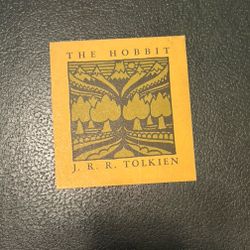 THE HOBBIT
J. R. R. TOLKIEN